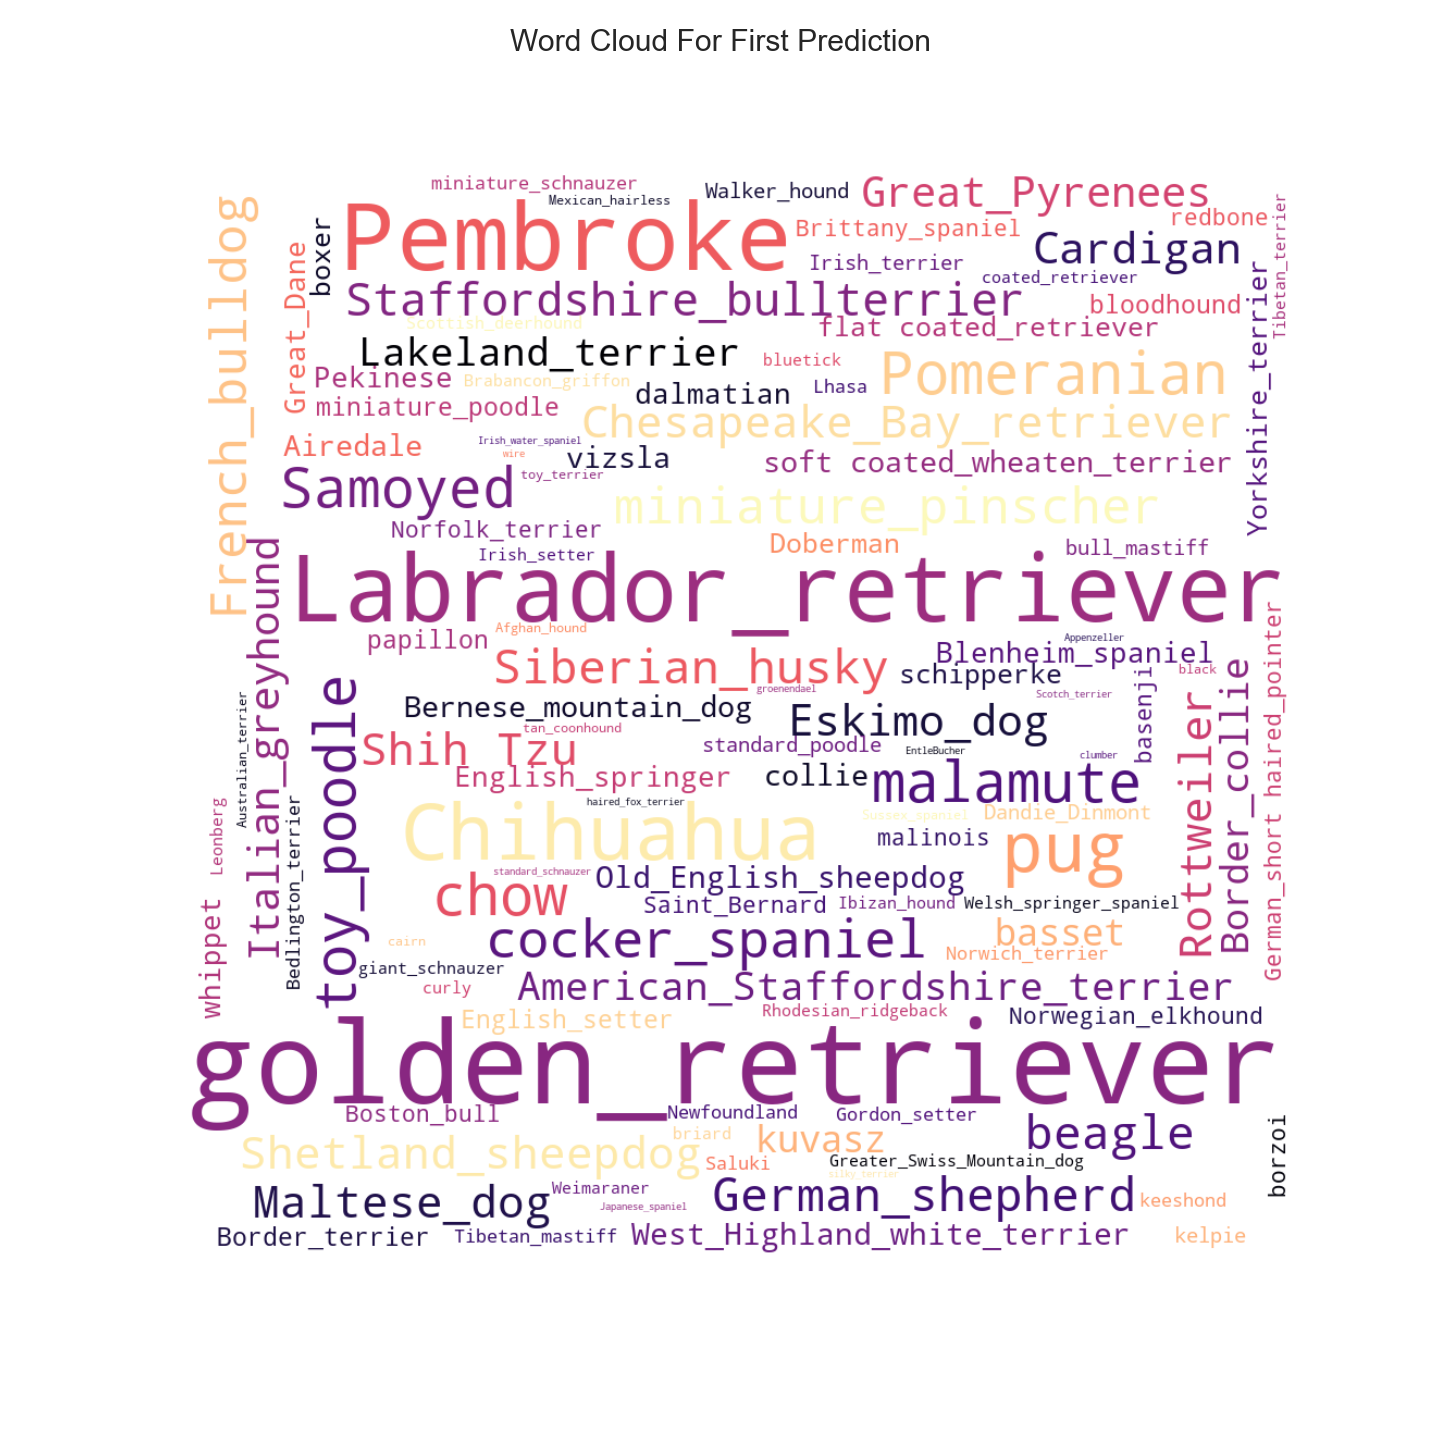 Word Cloud For First Prediction
miniature_schnauzer
Mexican_hairless
Walker_hound
Great_Pyrenees
Pembroke
Brittany_spaniel
redbone
Tibetan_terrier
French_bulldog
boxer
Great_Dane
Cardigan
Irish_terrier
coated_retriever
Staffordshire_bullterrier
bloodhound
Yorkshire_terrier
Scottish_deerhound
flat coated_retriever
Lakeland_terrier
bluetick
Pomeranian
Pekinese
Brabancon_griffon
dalmatian
Lhasa
miniature_poodle
Chesapeake_Bay_retriever
Airedale
Irish_water_spaniel
wire
vizsla
soft coated_wheaten_terrier
Samoyed
toy_terrier
miniature_pinscher
Norfolk_terrier
Doberman
bull_mastiff
Irish_setter
Italian_greyhound
Labrador_retriever
Afghan_hound
papillon
Appenzeller
Blenheim_spaniel
German_short haired_pointer
Siberian_husky
schipperke
black
basenji
Border_collie
Rottweiler
groenendael
Scotch_terrier
Australian_terrier
toy_poodle
Bernese_mountain_dog
Eskimo_dog
tan_coonhound
Shih Tzu
standard_poodle
EntleBucher
clumber
English_springer
collie
malamute
Leonberg
Bedlington_terrier
haired_fox_terrier
Chihuahua
Sussex_spaniel
Dandie_Dinmont
malinois
pug
standard_schnauzer
chow
Old_English_sheepdog
whippet
Saint_Bernard
Ibizan_hound
Welsh_springer_spaniel
cairn
cocker_spaniel
basset
Norwich_terrier
giant_schnauzer
curly
American_Staffordshire_terrier
English_setter
Rhodesian_ridgeback
Norwegian_elkhound
golden_retriever
Boston_bull
Newfoundland
Gordon_setter
borzoi
Shetland_sheepdog
briard
kuvasz
beagle
Saluki
Greater_Swiss_Mountain_dog
silky_terrier
Maltese_dog
Weimaraner
Japanese_spaniel
German_shepherd
keeshond
Border_terrier
Tibetan_mastiff
West_Highland_white_terrier
kelpie